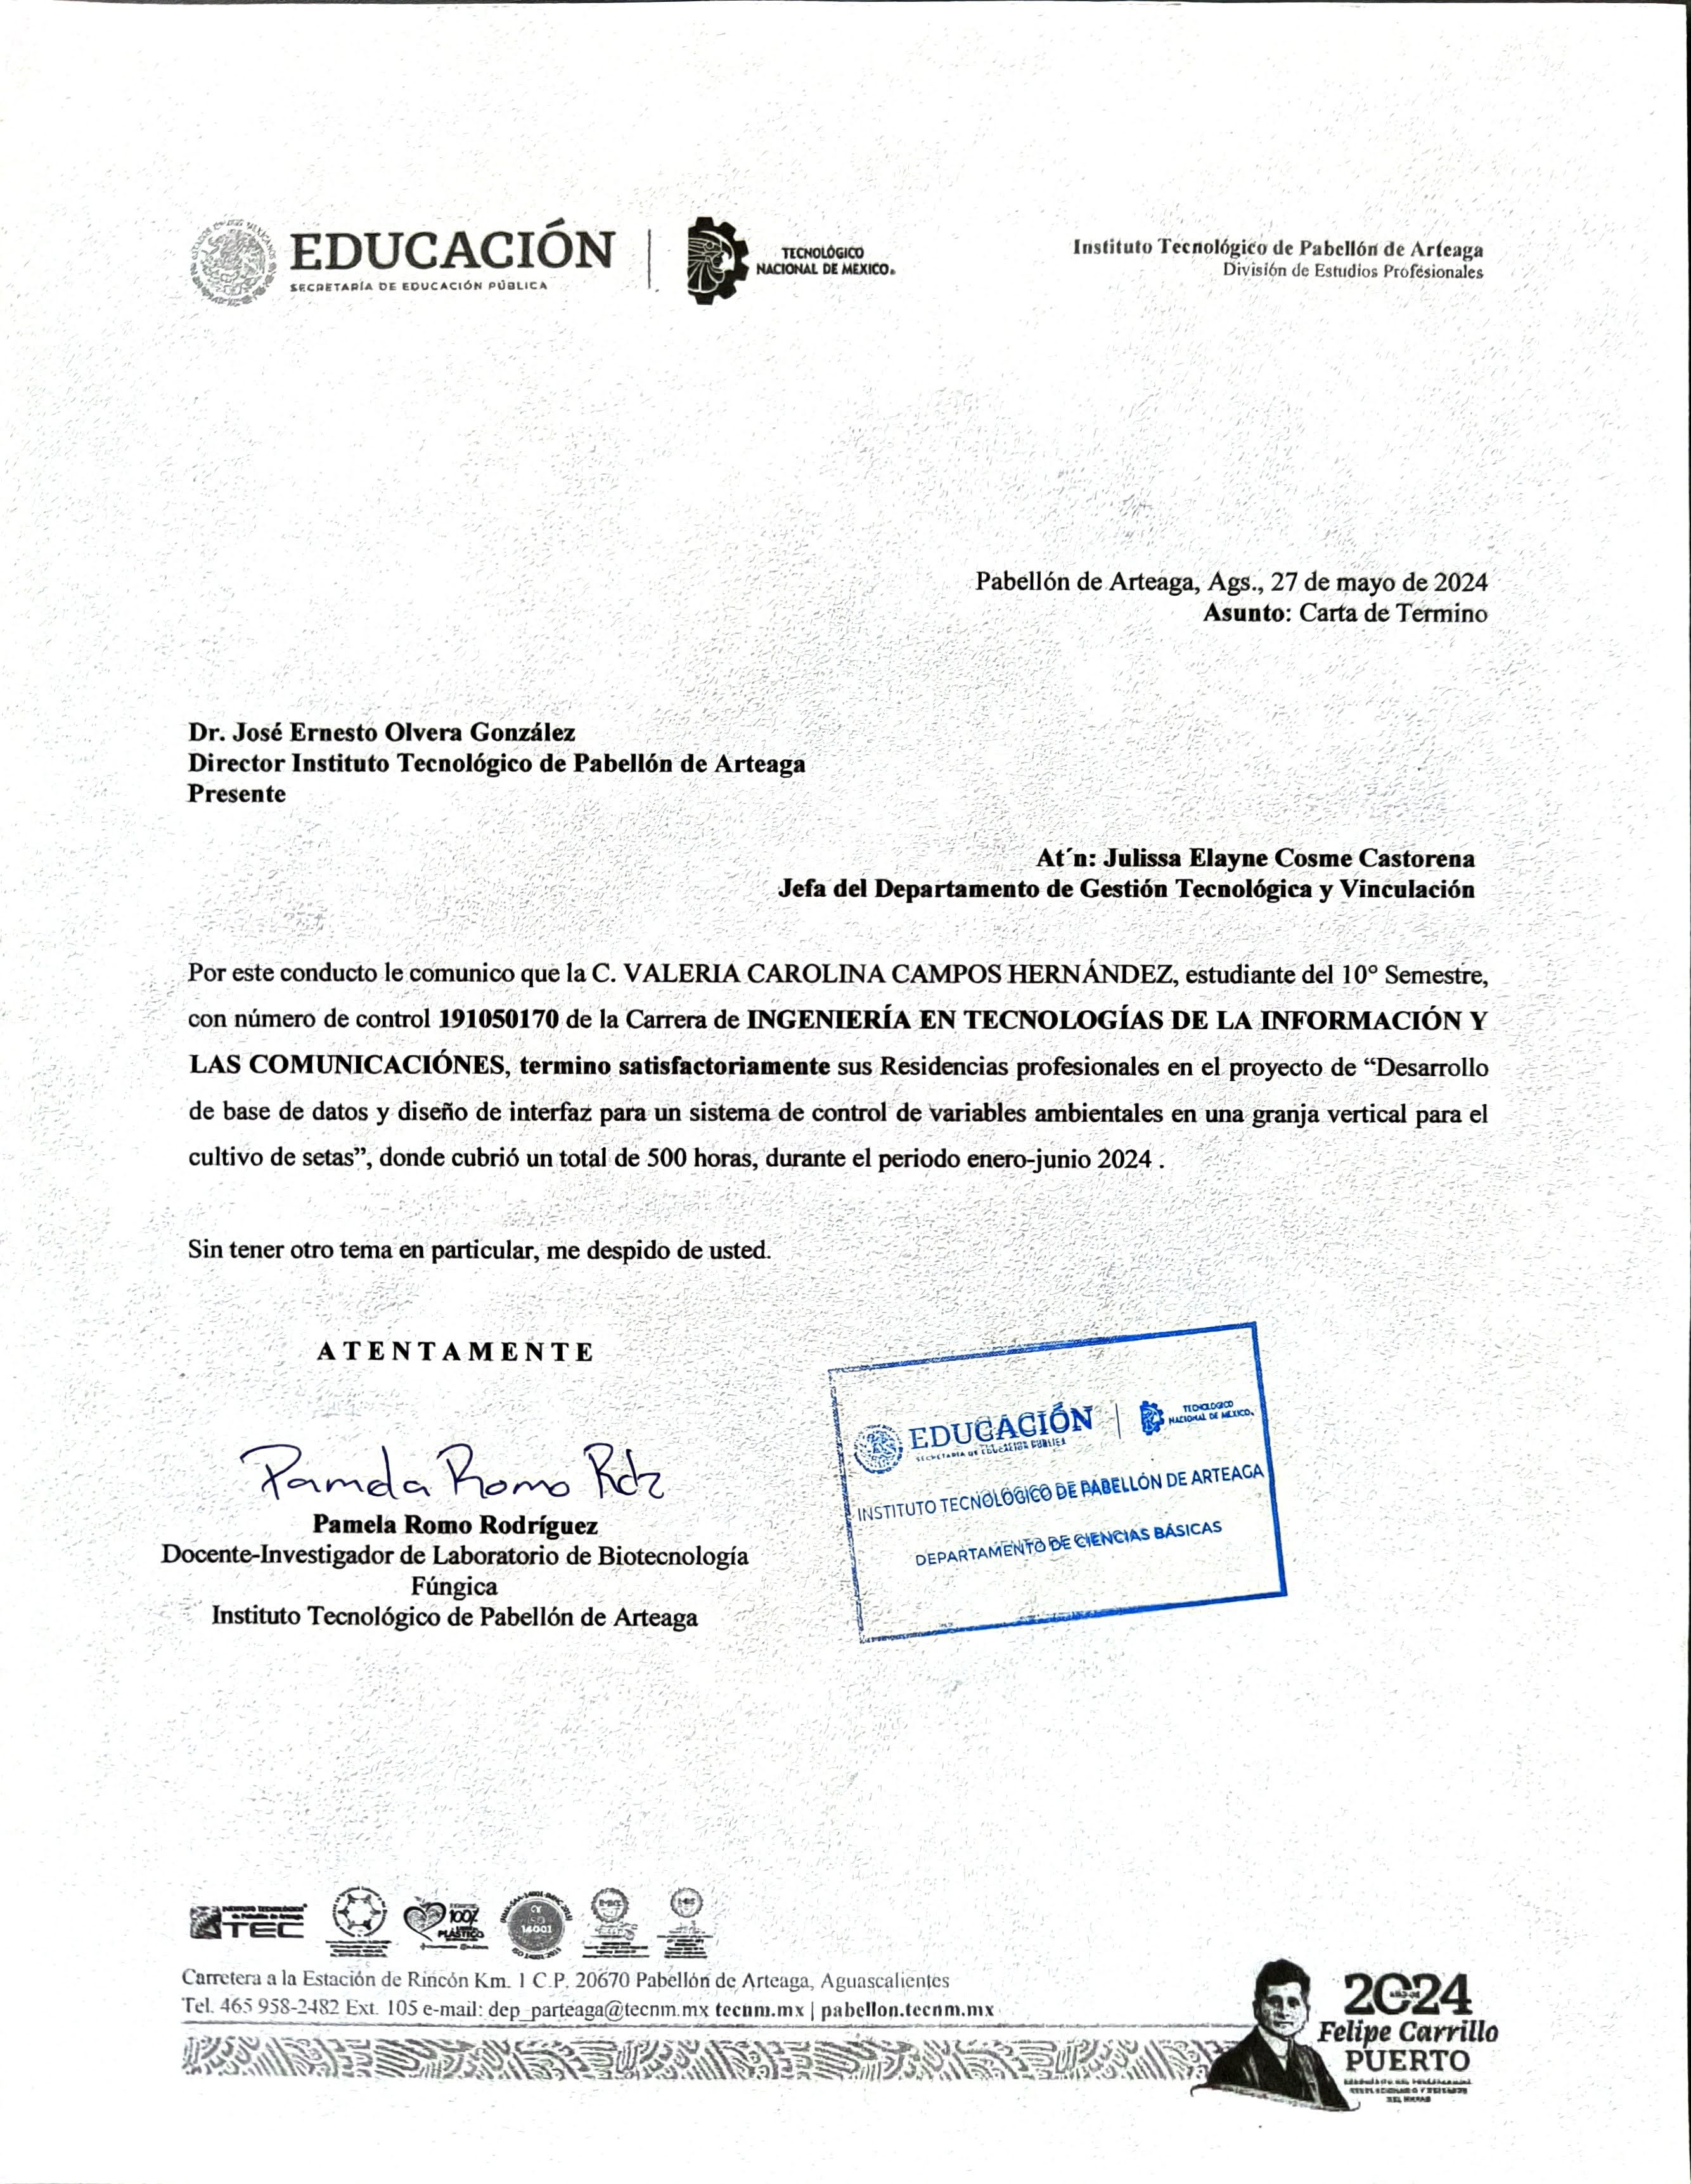 EDUCACIÓN
SECRETARÍA DE EDUCACIÓN PÚBLICA
TECNOLÓGICO
NACIONAL DE MEXICO®
Instituto Tecnológico de Pabellón de Arteaga
División de Estudios Profesionales
Pabellón de Arteaga, Ags., 27 de mayo de 2024
Asunto: Carta de Termino
Dr. José Ernesto Olvera González
Director Instituto Tecnológico de Pabellón de Arteaga
Presente
At´n: Julissa Elayne Cosme Castorena
Jefa del Departamento de Gestión Tecnológica y Vinculación
Por este conducto le comunico que la C. VALERIA CAROLINA CAMPOS HERNÁNDEZ, estudiante del 10° Semestre,
con número de control 191050170 de la Carrera de INGENIERÍA EN TECNOLOGÍAS DE LA INFORMACIÓN Y
LAS COMUNICACIÓNES, termino satisfactoriamente sus Residencias profesionales en el proyecto de “Desarrollo
de base de datos y diseño de interfaz para un sistema de control de variables ambientales en una granja vertical para el
cultivo de setas”, donde cubrió un total de 500 horas, durante el periodo enero-junio 2024 .
Sin tener otro tema en particular, me despido de usted.
ATENTAMENTE
Pamela Romo Rdz
Pamela Romo Rodríguez
Docente-Investigador de Laboratorio de Biotecnología
Fúngica
Instituto Tecnológico de Pabellón de Arteaga
EDUCACIÓN
SECRETARÍA DE EDUCACIÓN PÚBLICA
TECNOLÓGICO
NACIONAL DE MÉXICO®
INSTITUTO TECNOLÓGICO DE PABELLÓN DE ARTEAGA
DEPARTAMENTO DE CIENCIAS BÁSICAS
TEC
100%
PLÁSTICO
14001
Carretera a la Estación de Rincón Km. 1 C.P. 20670 Pabellón de Arteaga, Aguascalientes
Tel. 465 958-2482 Ext. 105 e-mail: dep_parteaga@tecnm.mx tecnm.mx | pabellon.tecnm.mx
2024
Felipe Carrillo
PUERTO